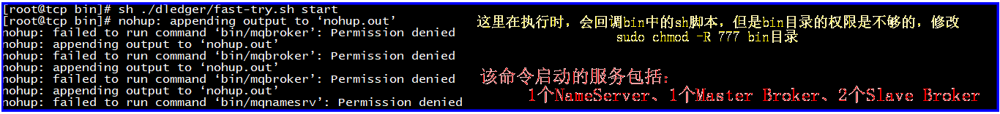 [root@tcp bin]# sh ./dledger/fast-try.sh start
[root@tcp bin]# nohup: appending output to ‘nohup.out’
nohup: failed to run command ‘bin/mqbroker’: Permission denied
nohup: appending output to ‘nohup.out’
nohup: failed to run command ‘bin/mqbroker’: Permission denied
nohup: appending output to ‘nohup.out’
nohup: failed to run command ‘bin/mqbroker’: Permission denied
nohup: appending output to ‘nohup.out’
nohup: failed to run command ‘bin/mqnamesrv’: Permission denied
这里在执行时，会回调bin中的sh脚本，但是bin目录的权限是不够的，修改
sudo chmod -R 777 bin目录
该命令启动的服务包括：
1个NameServer、1个Master Broker、2个Slave Broker